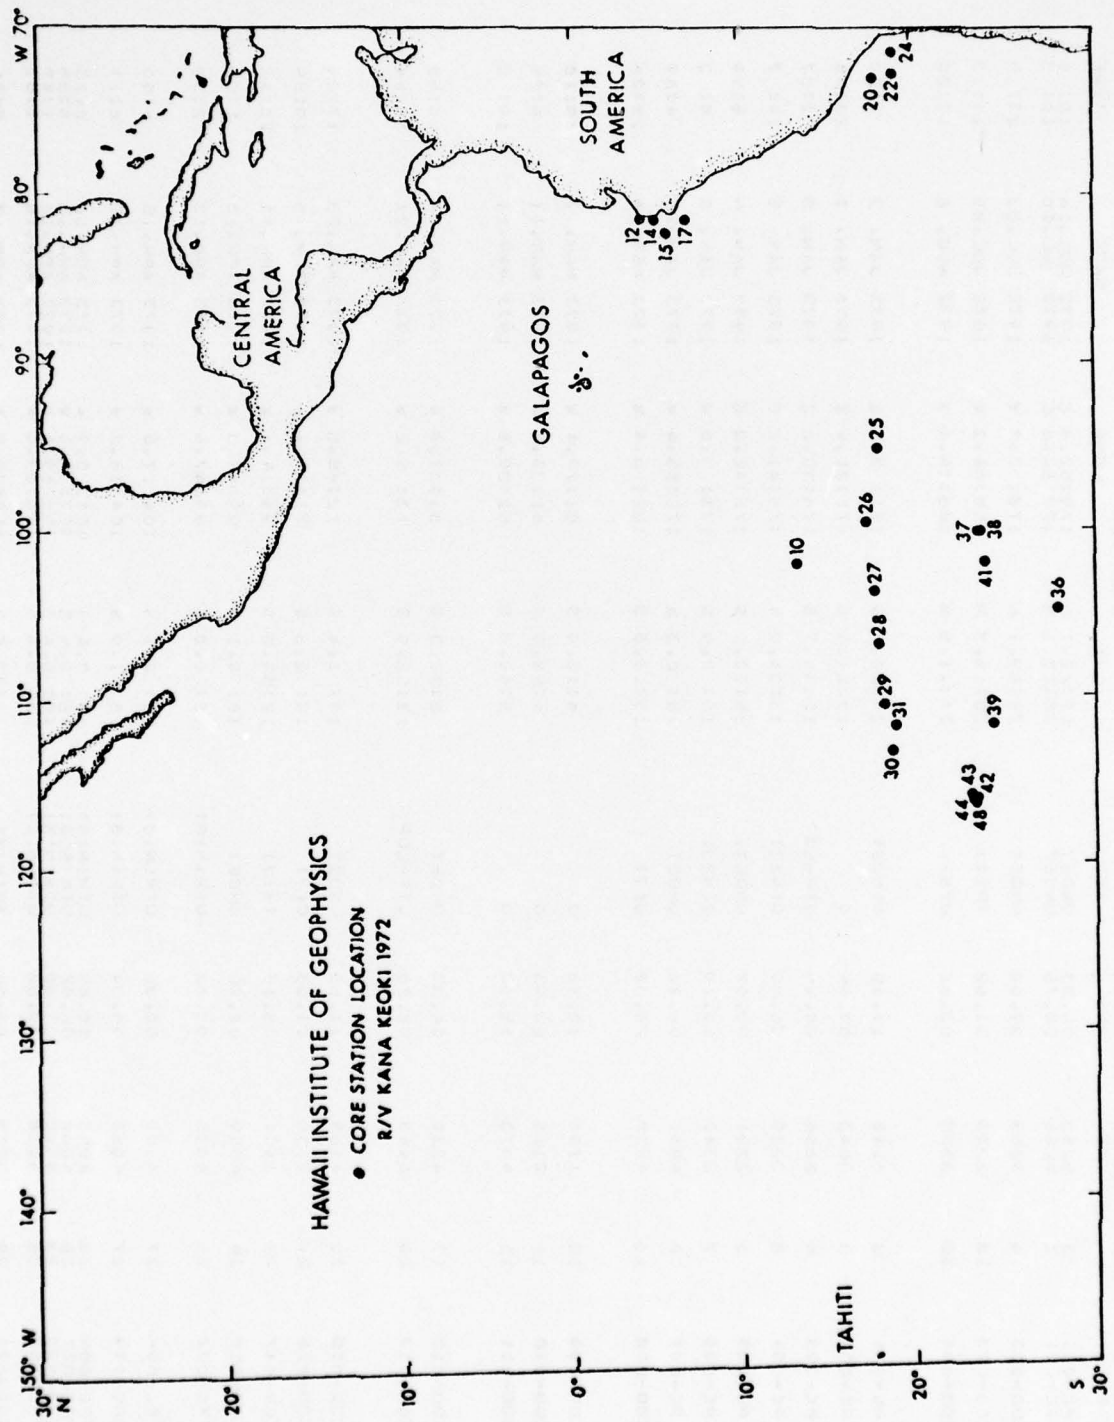 150° W
140°
130°
120°
110°
100°
90°
80°
W 70°
30°
N
20°
10°
0°
10°
20°
S
30°
CENTRAL
AMERICA
SOUTH
AMERICA
GALAPAGOS
TAHITI
HAWAII INSTITUTE OF GEOPHYSICS
● CORE STATION LOCATION
R/V KANA KEOKI 1972
12
14
15
17
20
22
24
10
25
26
27
28
29
31
30
37
38
41
36
39
44
43
48
42